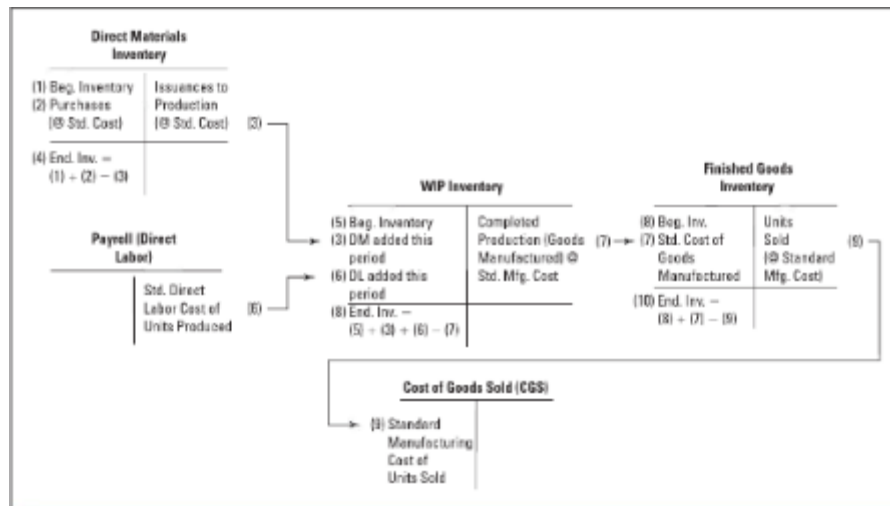 Direct Materials
Inventory
(1) Beg. Inventory
(2) Purchases
(@ Std. Cost)
Issuances to
Production
(@ Std. Cost)
(3)
(4) End. Inv. =
(1) + (2) − (3)
Payroll (Direct
Labor)
Std. Direct
Labor Cost of
Units Produced
(6)
WIP Inventory
(5) Beg. Inventory
(3) DM added this
period
(6) DL added this
period
Completed
Production (Goods
Manufactured) @
Std. Mfg. Cost
(7)
(8) End. Inv. =
(5) + (3) + (6) − (7)
Finished Goods
Inventory
(8) Beg. Inv.
(7) Std. Cost of
Goods
Manufactured
Units
Sold
(@ Standard
Mfg. Cost)
(9)
(10) End. Inv. =
(8) + (7) − (9)
Cost of Goods Sold (CGS)
(9) Standard
Manufacturing
Cost of
Units Sold